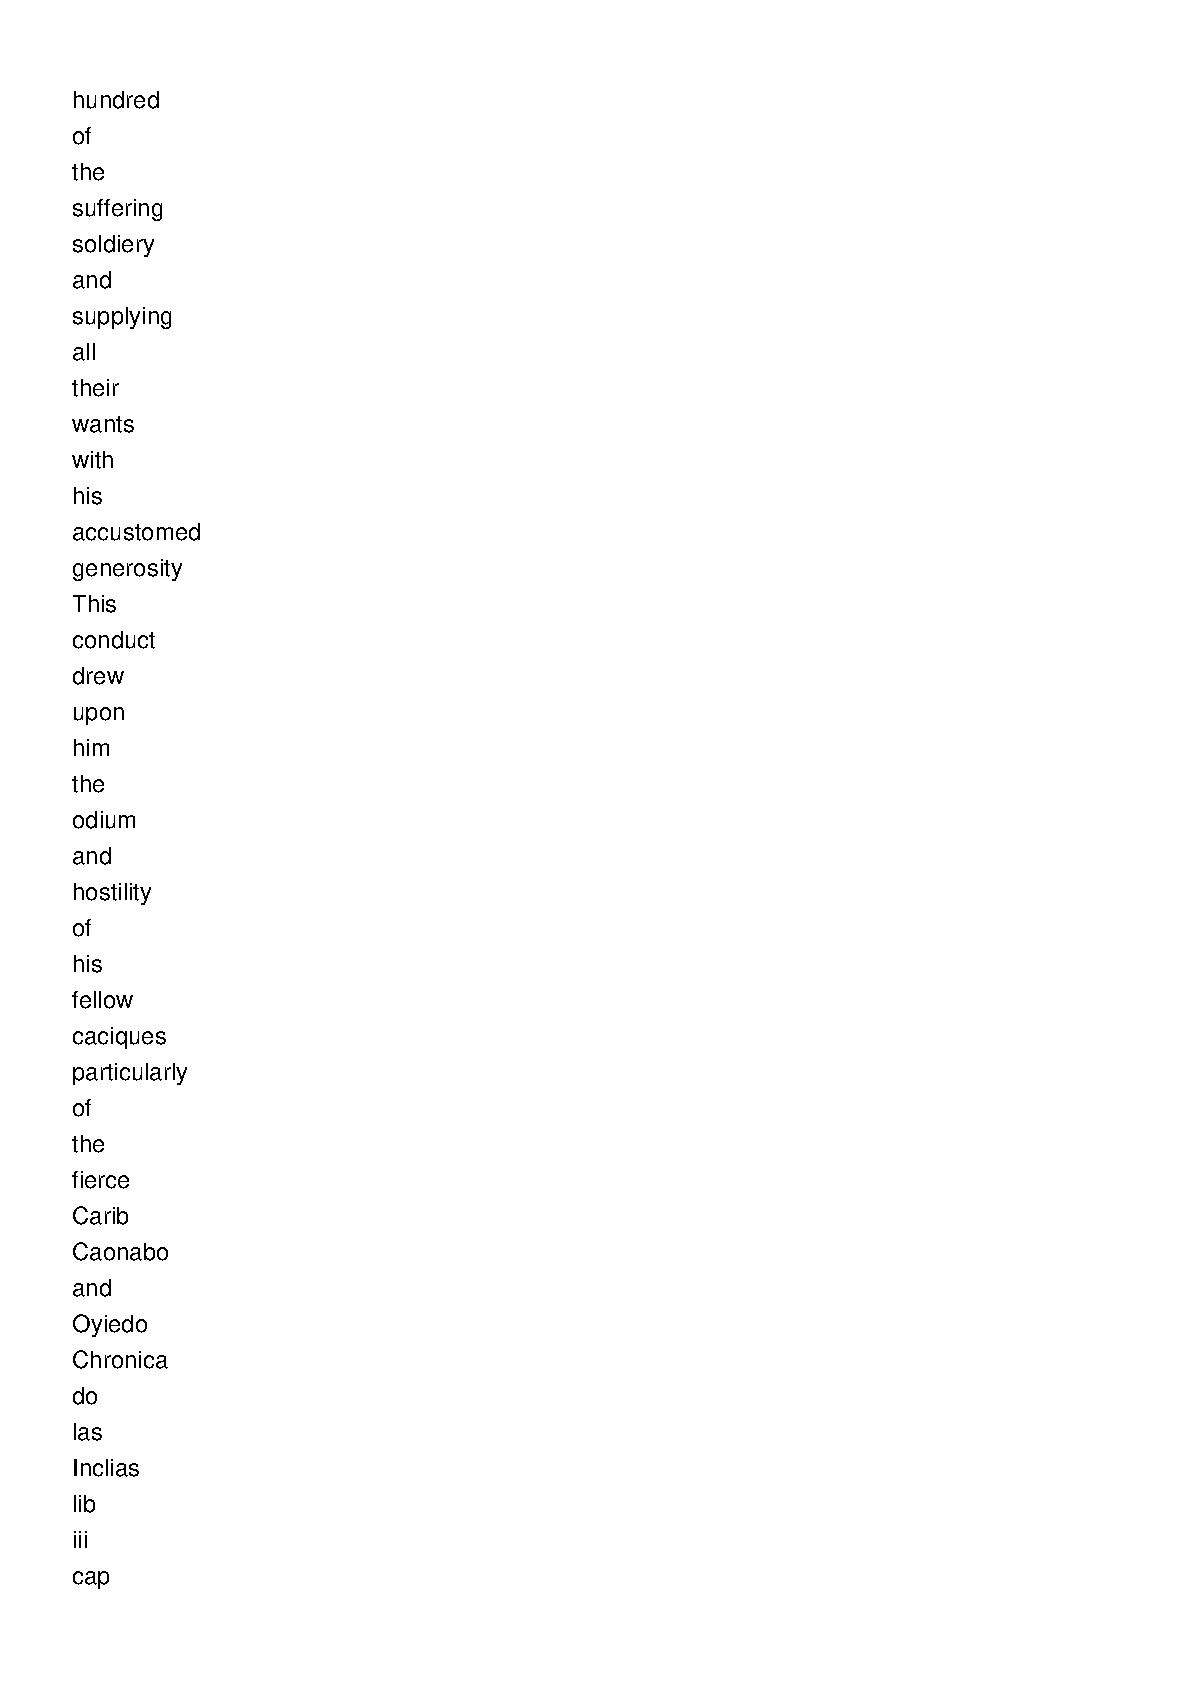 hundred
of
the
suffering
soldiery
and
supplying
all
their
wants
with
his
accustomed
generosity
This
conduct
drew
upon
him
the
odium
and
hostility
of
his
fellow
caciques
particularly
of
the
fierce
Carib
Caonabo
and
Oyiedo
Chronica
do
las
Inclias
lib
iii
cap